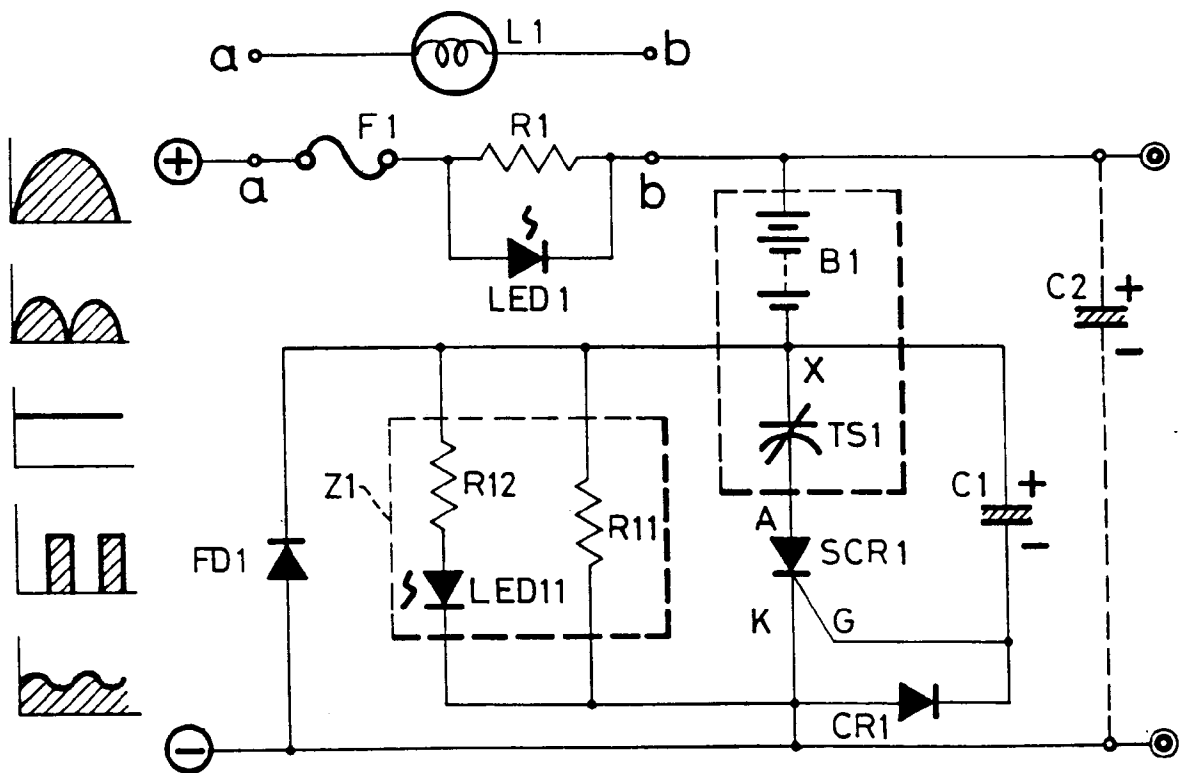 a L1 b
+ F1 R1
a b
LED1
B1
C2 +
−
X
TS1
Z1 R12
R11
C1 +
−
A
FD1
LED11
SCR1
K G
CR1
−